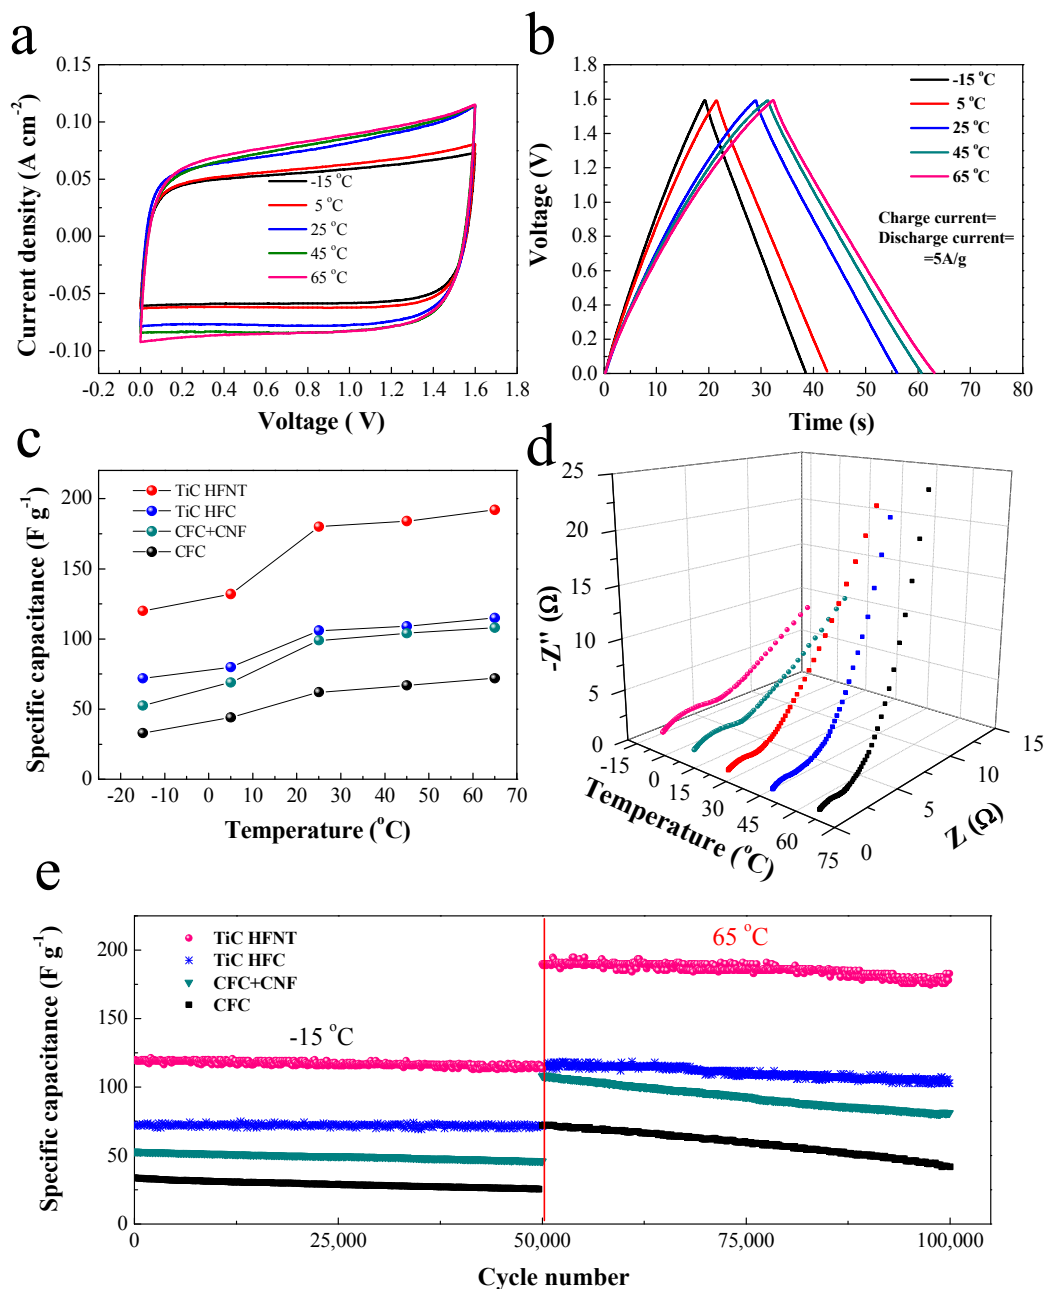 a
0.15
0.10
0.05
0.00
-0.05
-0.10
Current density (A cm-2)
-0.2 0.0 0.2 0.4 0.6 0.8 1.0 1.2 1.4 1.6 1.8
Voltage ( V)
-15 °C
5 °C
25 °C
45 °C
65 °C
b
1.8
1.6
1.4
1.2
1.0
0.8
0.6
0.4
0.2
0.0
Voltage (V)
0 10 20 30 40 50 60 70 80
Time (s)
-15 °C
5 °C
25 °C
45 °C
65 °C
Charge current=
Discharge current=
=5A/g
c
200
150
100
50
0
Specific capacitance (F g-1)
-20 -10 0 10 20 30 40 50 60 70
Temperature (°C)
TiC HFNT
TiC HFC
CFC+CNF
CFC
d
25
20
15
10
5
0
-Z'' (Ω)
-15 0 15 30 45 60 75
Temperature (°C)
0 5 10 15
Z (Ω)
e
200
150
100
50
0
Specific capacitance (F g-1)
TiC HFNT
TiC HFC
CFC+CNF
CFC
-15 °C
65 °C
0 25,000 50,000 75,000 100,000
Cycle number